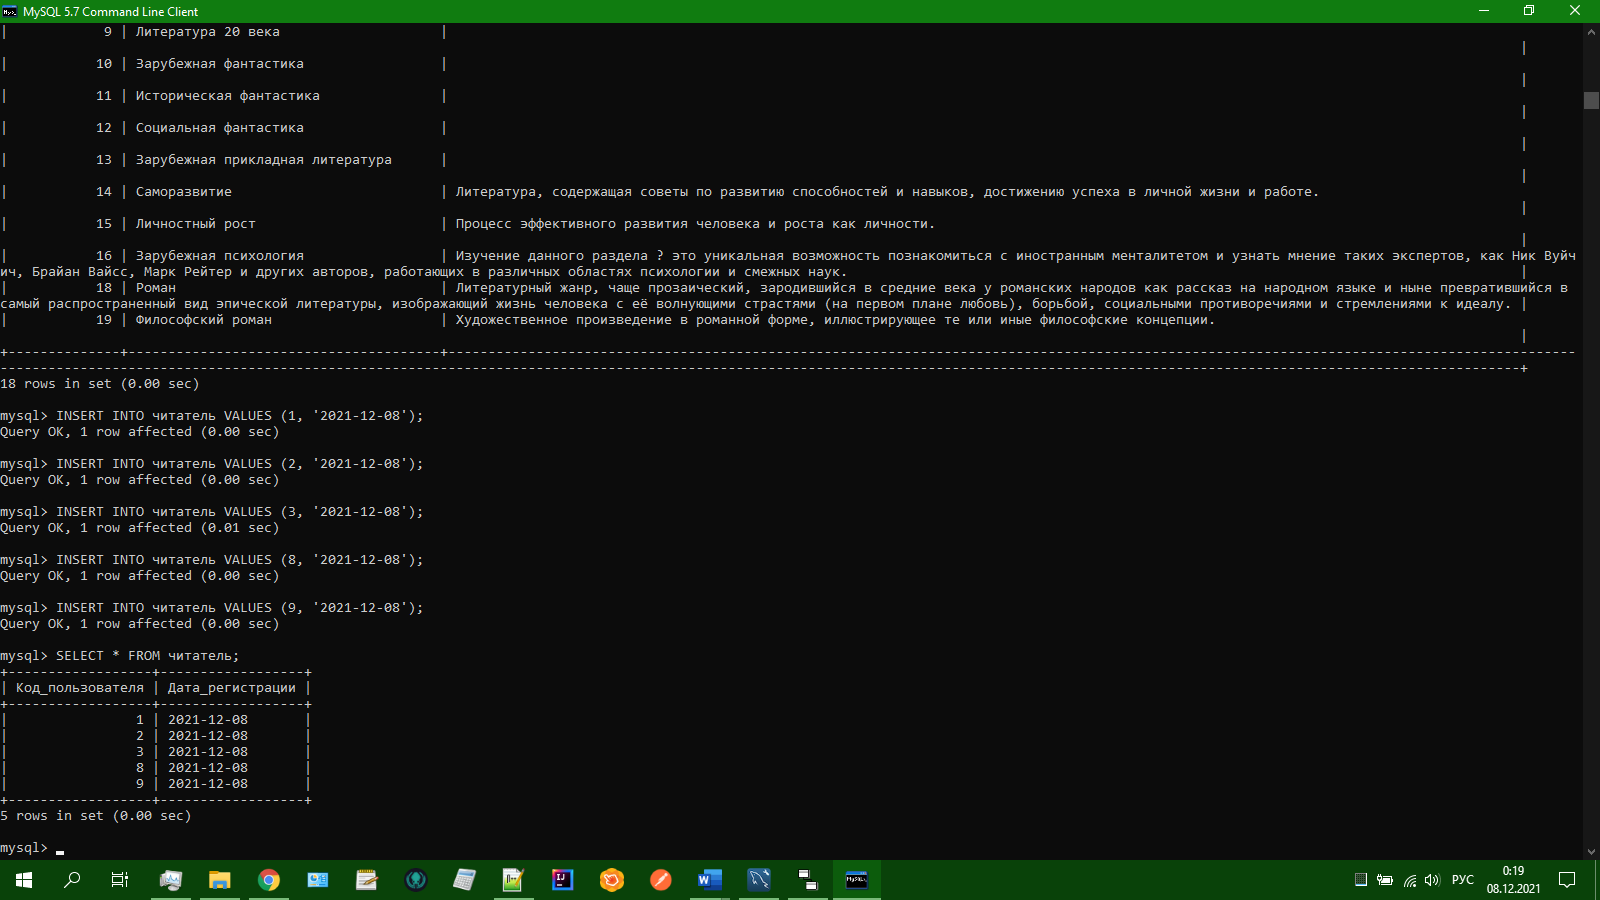 MySQL 5.7 Command Line Client
| 9 | Литература 20 века |
|
| 10 | Зарубежная фантастика |
|
| 11 | Историческая фантастика |
|
| 12 | Социальная фантастика |
|
| 13 | Зарубежная прикладная литература |
|
| 14 | Саморазвитие | Литература, содержащая советы по развитию способностей и навыков, достижению успеха в личной жизни и работе.
|
| 15 | Личностный рост | Процесс эффективного развития человека и роста как личности.
|
| 16 | Зарубежная психология | Изучение данного раздела ? это уникальная возможность познакомиться с иностранным менталитетом и узнать мнение таких экспертов, как Ник Вуйч
ич, Брайан Вайсс, Марк Рейтер и других авторов, работающих в различных областях психологии и смежных наук. |
| 18 | Роман | Литературный жанр, чаще прозаический, зародившийся в средние века у романских народов как рассказ на народном языке и ныне превратившийся в
самый распространенный вид эпической литературы, изображающий жизнь человека с её волнующими страстями (на первом плане любовь), борьбой, социальными противоречиями и стремлениями к идеалу. |
| 19 | Философский роман | Художественное произведение в романной форме, иллюстрирующее те или иные философские концепции.
|
18 rows in set (0.00 sec)
mysql> INSERT INTO читатель VALUES (1, '2021-12-08');
Query OK, 1 row affected (0.00 sec)
mysql> INSERT INTO читатель VALUES (2, '2021-12-08');
Query OK, 1 row affected (0.00 sec)
mysql> INSERT INTO читатель VALUES (3, '2021-12-08');
Query OK, 1 row affected (0.01 sec)
mysql> INSERT INTO читатель VALUES (8, '2021-12-08');
Query OK, 1 row affected (0.00 sec)
mysql> INSERT INTO читатель VALUES (9, '2021-12-08');
Query OK, 1 row affected (0.00 sec)
mysql> SELECT * FROM читатель;
+------------------+------------------+
| Код_пользователя | Дата_регистрации |
+------------------+------------------+
| 1 | 2021-12-08 |
| 2 | 2021-12-08 |
| 3 | 2021-12-08 |
| 8 | 2021-12-08 |
| 9 | 2021-12-08 |
+------------------+------------------+
5 rows in set (0.00 sec)
mysql>
РУС
0:19
08.12.2021